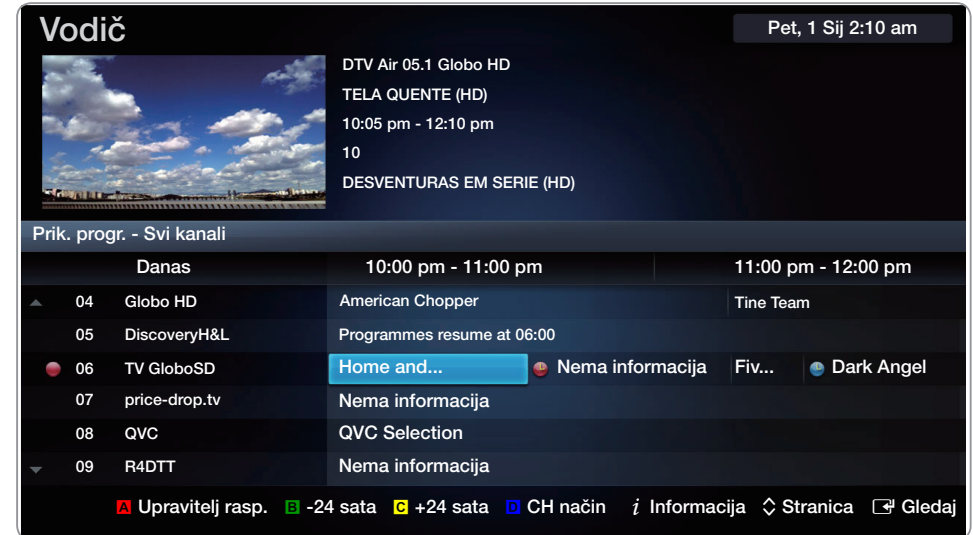 Vodič
Pet, 1 Sij 2:10 am
DTV Air 05.1 Globo HD
TELA QUENTE (HD)
10:05 pm - 12:10 pm
10
DESVENTURAS EM SERIE (HD)
Prik. progr. - Svi kanali
Danas 10:00 pm - 11:00 pm 11:00 pm - 12:00 pm
04 Globo HD American Chopper Tine Team
05 DiscoveryH&L Programmes resume at 06:00
06 TV GloboSD Home and... Nema informacija Fiv... Dark Angel
07 price-drop.tv Nema informacija
08 QVC QVC Selection
09 R4DTT Nema informacija
A Upravitelj rasp. B -24 sata C +24 sata D CH način i Informacija Stranica Gledaj